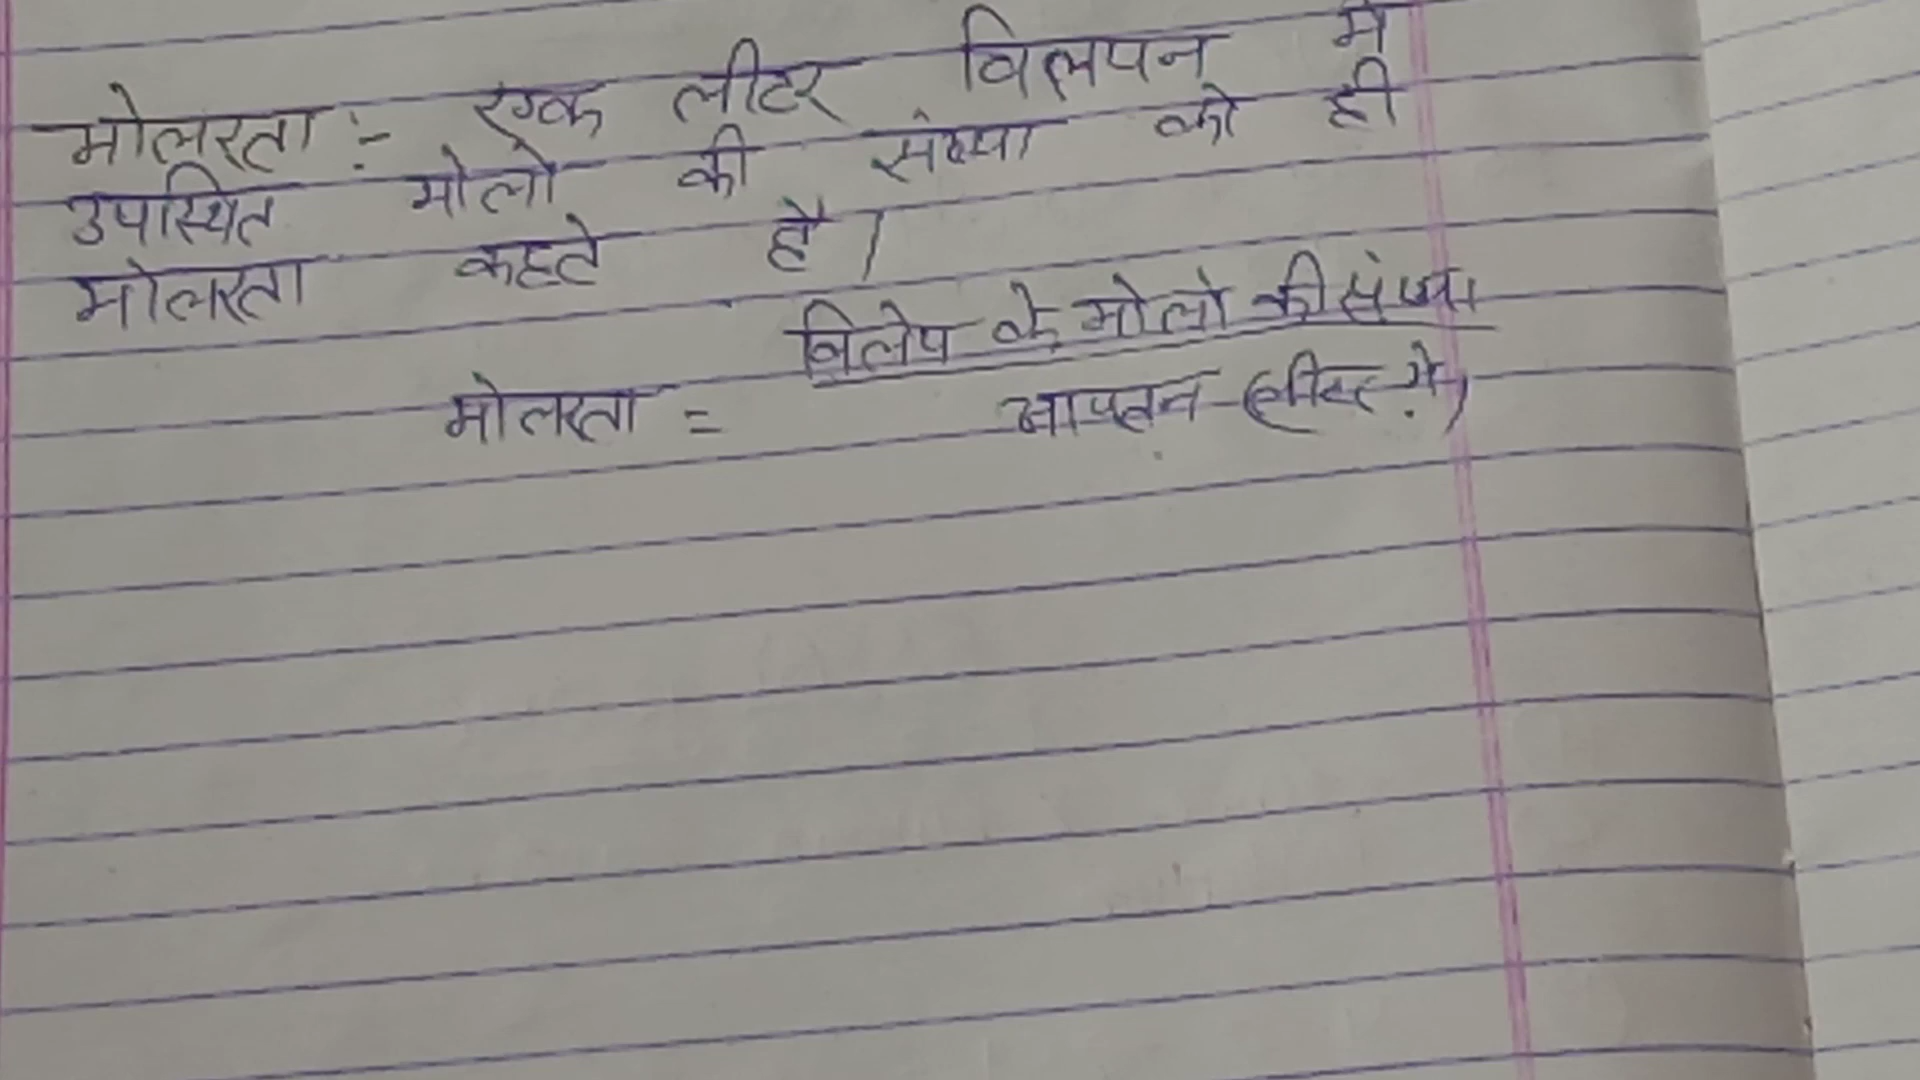 मोलरता :- एक लीटर विलयन में
उपस्थित मोलो की संख्या को ही
मोलरता कहते है।
विलेय के मोलो की संख्या
मोलरता =
आयतन (लीटर में)